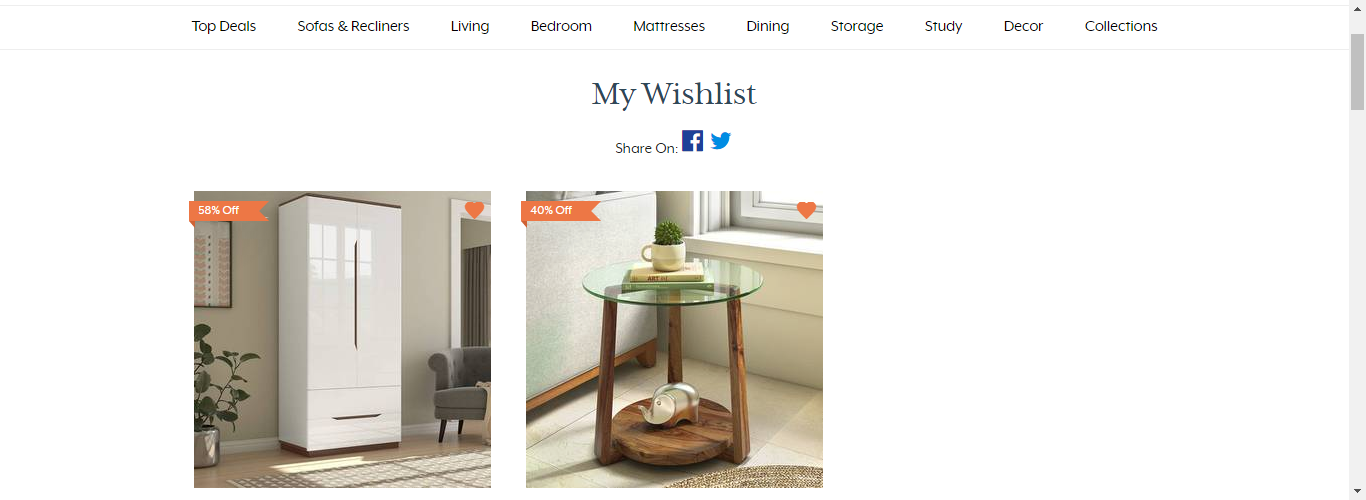 Top Deals Sofas & Recliners Living Bedroom Mattresses Dining Storage Study Decor Collections
My Wishlist
Share On:
58% Off
40% Off
ART